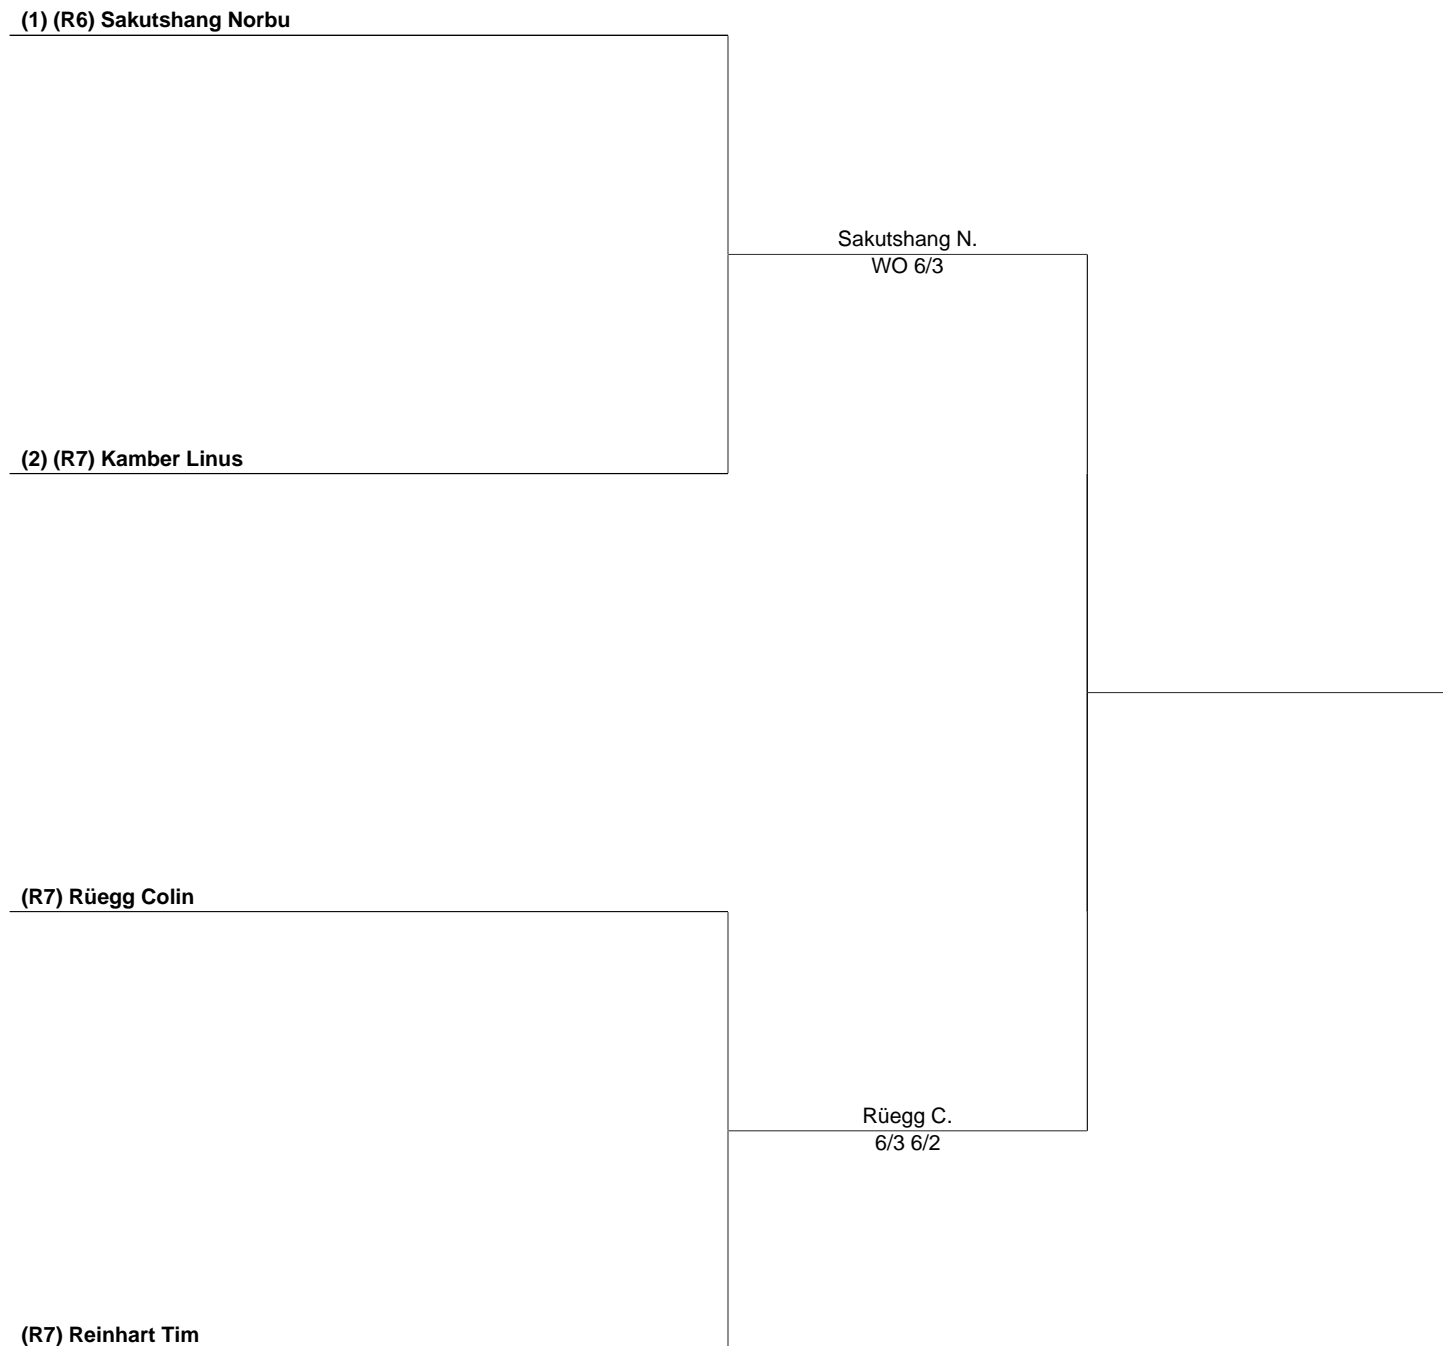 (1) (R6) Sakutshang Norbu
Sakutshang N.
WO 6/3
(2) (R7) Kamber Linus
(R7) Rüegg Colin
Rüegg C.
6/3 6/2
(R7) Reinhart Tim